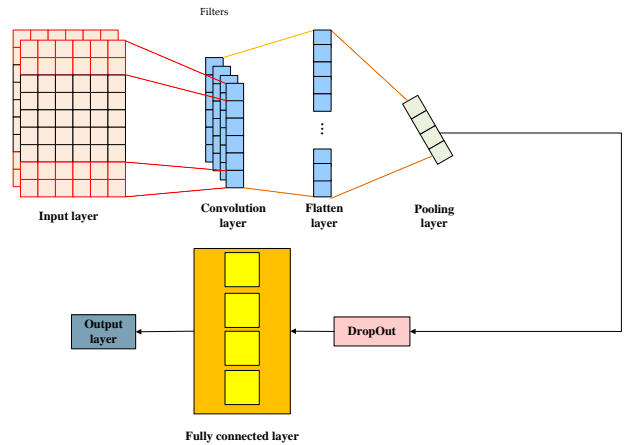 Filters
Input layer
Convolution
layer
Flatten
layer
Pooling
layer
...
Output
layer
DropOut
Fully connected layer